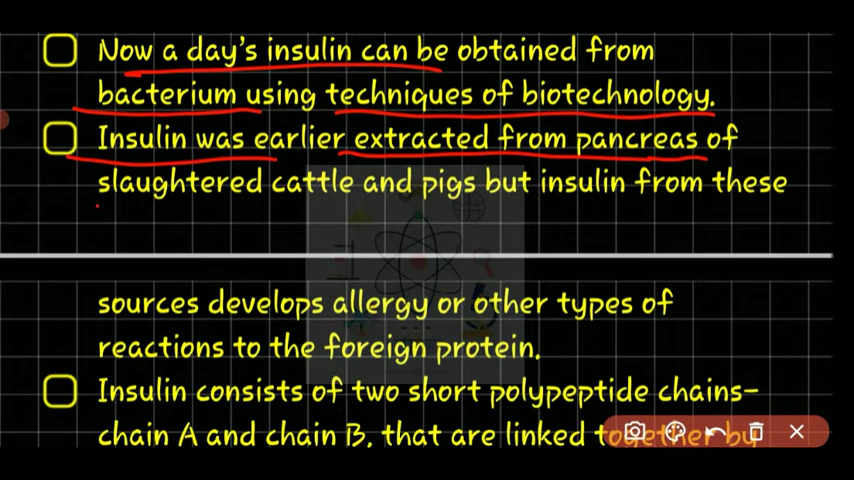 Now a day's insulin can be obtained from
bacterium using techniques of biotechnology.
Insulin was earlier extracted from pancreas of
slaughtered cattle and pigs but insulin from these
sources develops allergy or other types of
reactions to the foreign protein.
Insulin consists of two short polypeptide chains-
chain A and chain B, that are linked together by